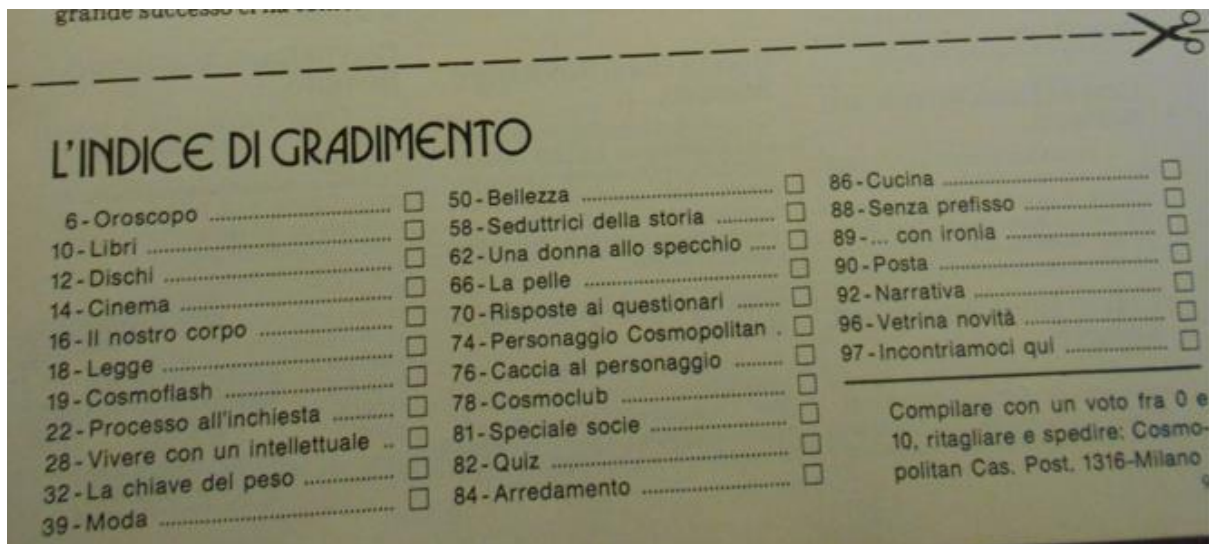 grande successo ci ha
L'INDICE DI GRADIMENTO
6-Oroscopo
10-Libri
12-Dischi
14-Cinema
16-Il nostro corpo
18-Legge
19-Cosmoflash
22-Processo all'inchiesta
28-Vivere con un intellettuale
32-La chiave del peso
39-Moda
50-Bellezza
58-Seduttrici della storia
62-Una donna allo specchio
66-La pelle
70-Risposte ai questionari
74-Personaggio Cosmopolitan
76-Caccia al personaggio
78-Cosmoclub
81-Speciale socie
82-Quiz
84-Arredamento
86-Cucina
88-Senza prefisso
89-... con ironia
90-Posta
92-Narrativa
96-Vetrina novità
97-Incontriamoci qui
Compilare con un voto fra 0 e
10, ritagliare e spedire: Cosmo-
politan Cas. Post. 1316-Milano